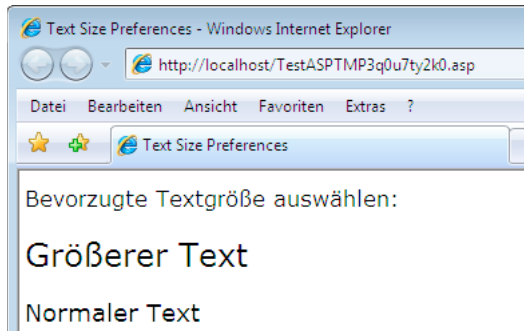 Text Size Preferences - Windows Internet Explorer
http://localhost/TestASPTMP3q0u7ty2k0.asp
Datei Bearbeiten Ansicht Favoriten Extras ?
Text Size Preferences
Bevorzugte Textgröße auswählen:
Größerer Text
Normaler Text